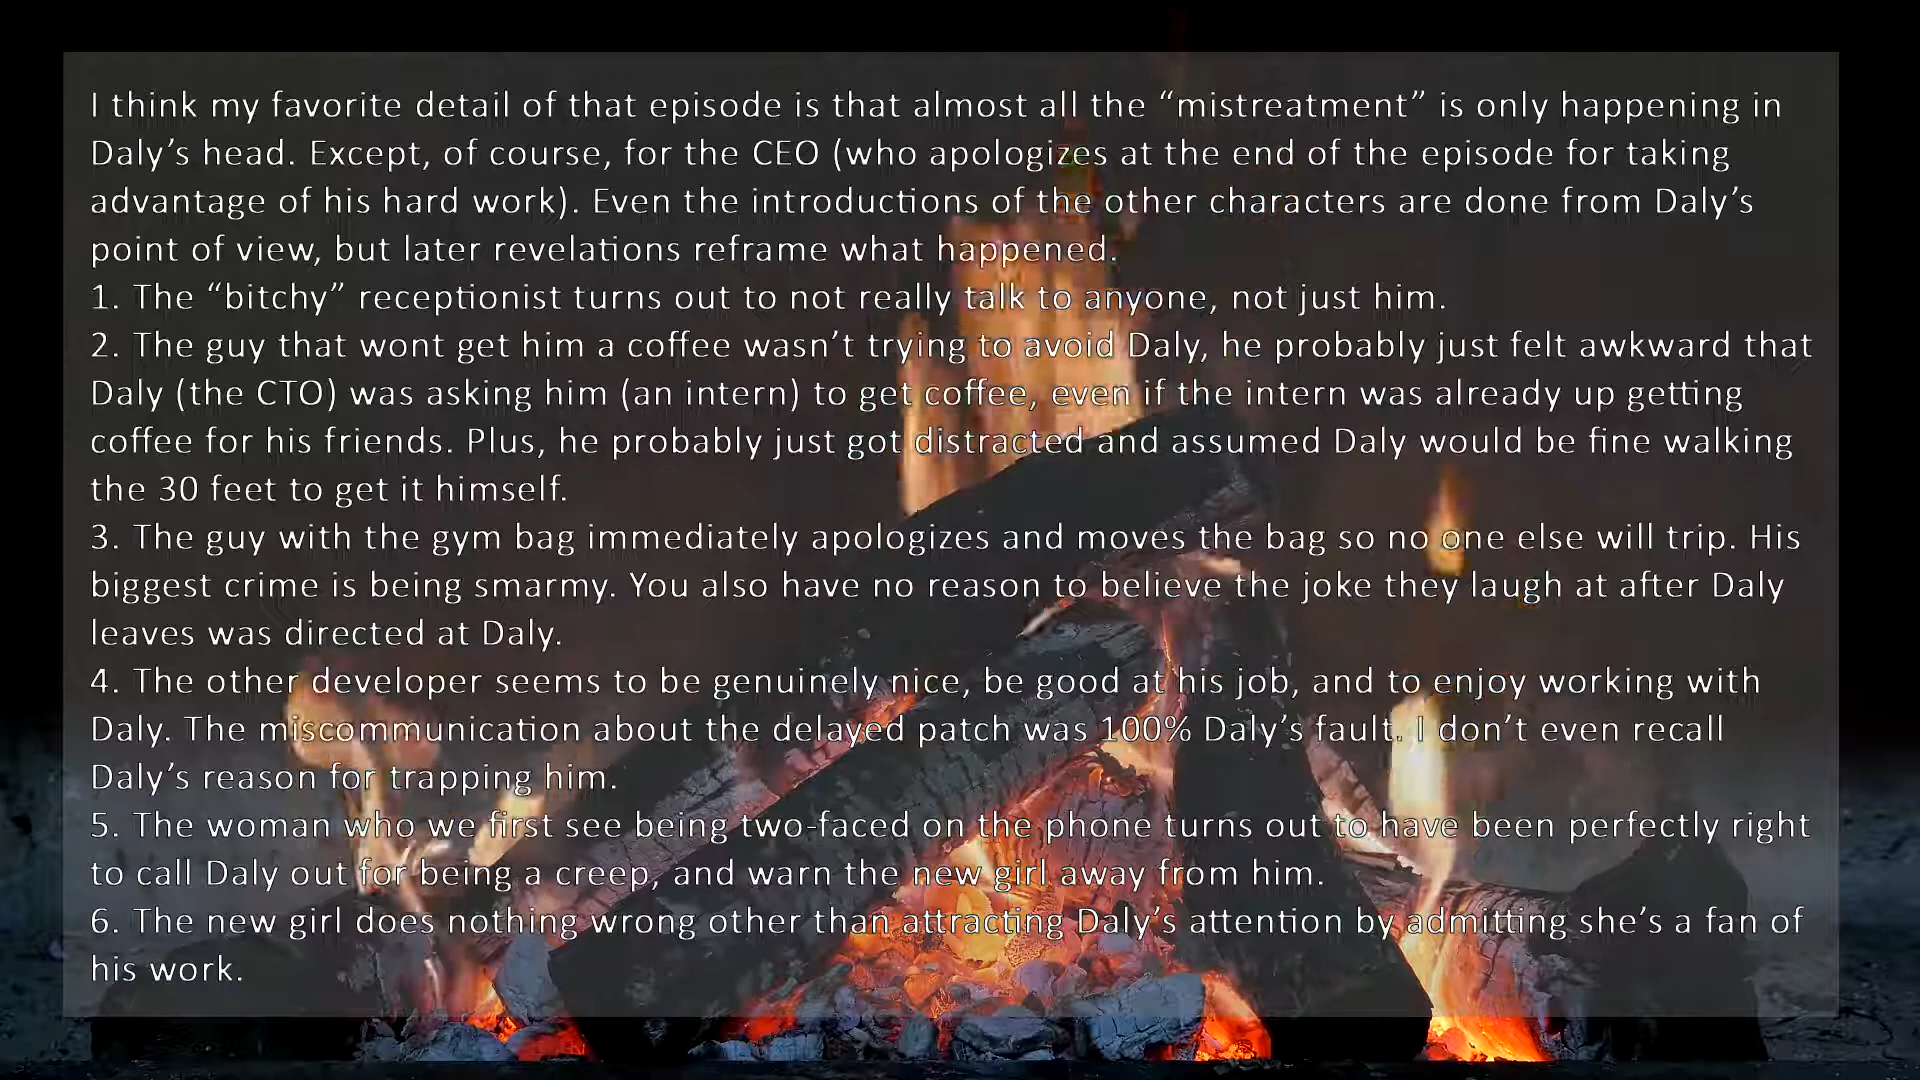 I think my favorite detail of that episode is that almost all the “mistreatment” is only happening in
Daly’s head. Except, of course, for the CEO (who apologizes at the end of the episode for taking
advantage of his hard work). Even the introductions of the other characters are done from Daly’s
point of view, but later revelations reframe what happened.
1. The “bitchy” receptionist turns out to not really talk to anyone, not just him.
2. The guy that wont get him a coffee wasn’t trying to avoid Daly, he probably just felt awkward that
Daly (the CTO) was asking him (an intern) to get coffee, even if the intern was already up getting
coffee for his friends. Plus, he probably just got distracted and assumed Daly would be fine walking
the 30 feet to get it himself.
3. The guy with the gym bag immediately apologizes and moves the bag so no one else will trip. His
biggest crime is being smarmy. You also have no reason to believe the joke they laugh at after Daly
leaves was directed at Daly.
4. The other developer seems to be genuinely nice, be good at his job, and to enjoy working with
Daly. The miscommunication about the delayed patch was 100% Daly’s fault. I don’t even recall
Daly’s reason for trapping him.
5. The woman who we first see being two-faced on the phone turns out to have been perfectly right
to call Daly out for being a creep, and warn the new girl away from him.
6. The new girl does nothing wrong other than attracting Daly’s attention by admitting she’s a fan of
his work.